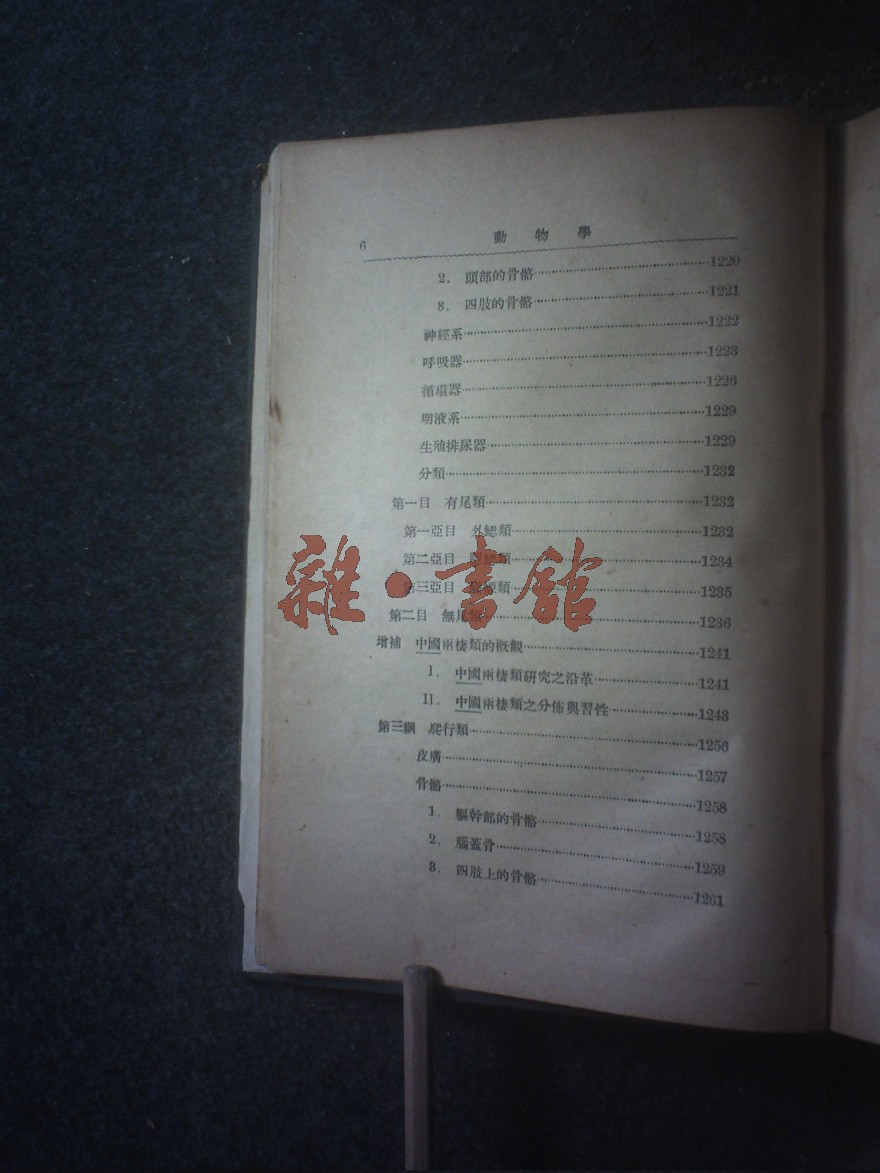 6 動物學
2. 頭部的骨骼 1220
3. 四肢的骨骼 1221
神經系 1222
呼吸器 1223
循環器 1226
明液系 1229
生殖排尿器 1229
分類 1232
第一目 有尾類 1232
第一亞目 外鰓類 1232
第二亞目 1234
第三亞目 1235
第二目 無尾類 1236
增補 中國兩棲類的概觀 1241
I. 中國兩棲類研究之沿革 1241
II. 中國兩棲類之分佈與習性 1248
第三綱 爬行類 1256
皮膚 1257
骨骼 1258
1. 軀幹部的骨骼 1258
2. 腦蓋骨 1259
3. 四肢上的骨骼 1261
雜·書館